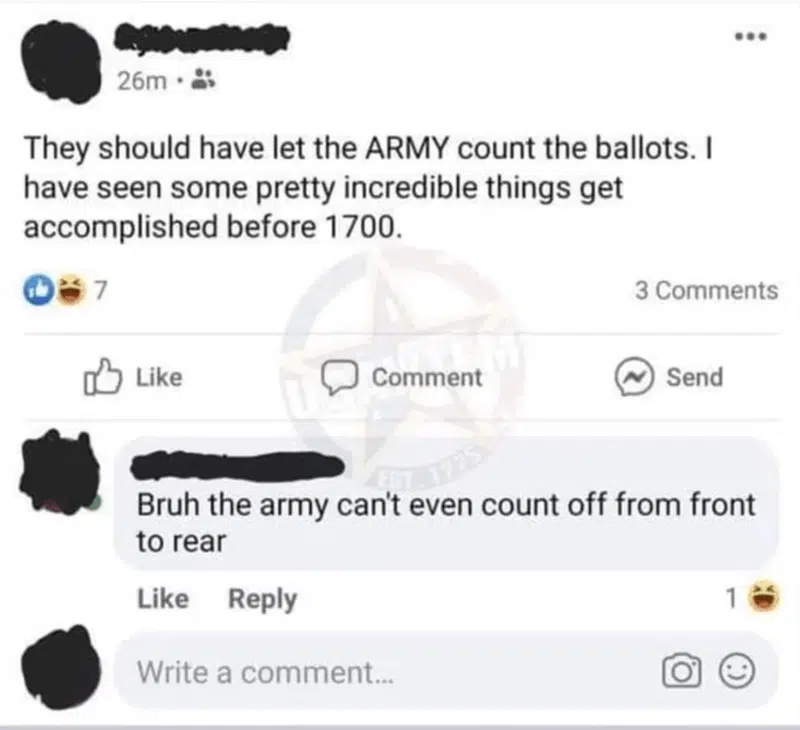 26m ·
They should have let the ARMY count the ballots. I
have seen some pretty incredible things get
accomplished before 1700.
7
3 Comments
Like
Comment
Send
EST. 1775
Bruh the army can't even count off from front
to rear
Like Reply
1
Write a comment...